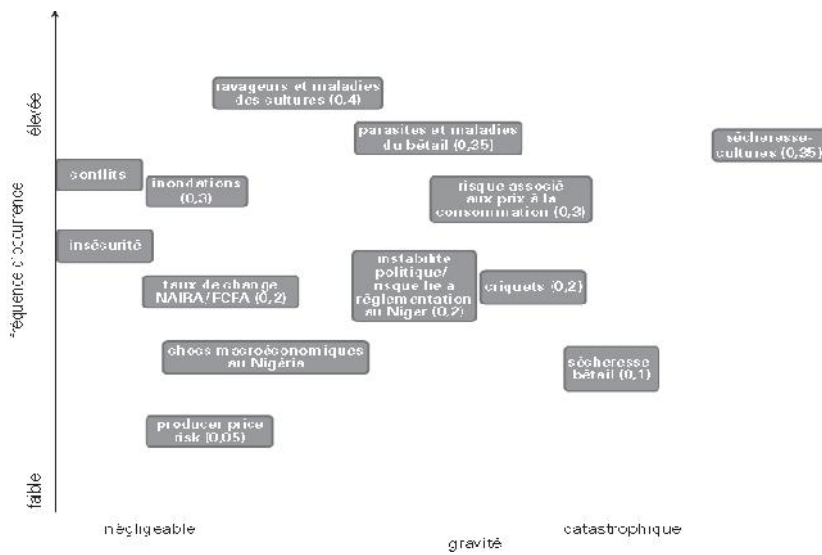 ravageurs et maladies
des cultures (0,4)
parasites et maladies
du bétail (0,35)
sécheresse-
cultures (0,35)
conflits
inondations
(0,3)
risque associé
aux prix à la
consommation (0,3)
insécurité
instabilité
politique/
risque lié à
réglementation
au Niger (0,2)
taux de change
NAIRA/FCFA (0,2)
criquets (0,2)
chocs macroéconomiques
au Nigéria
sécheresse
bétail (0,1)
producer price
risk (0,05)
élevée
fréquence d'occurrence
faible
négligeable
catastrophique
gravité